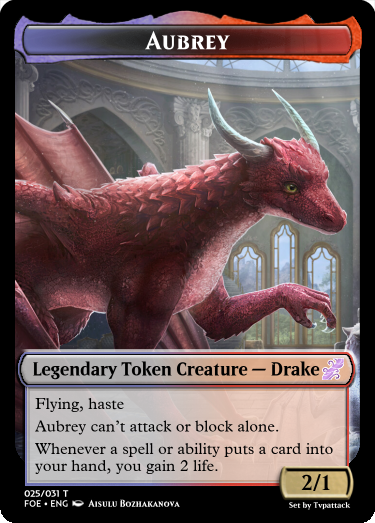 Aubrey
Legendary Token Creature — Drake
Flying, haste
Aubrey can't attack or block alone.
Whenever a spell or ability puts a card into
your hand, you gain 2 life.
2/1
025/031 T
FOE • ENG Aisulu Bozhakanova
Set by Tvpattack